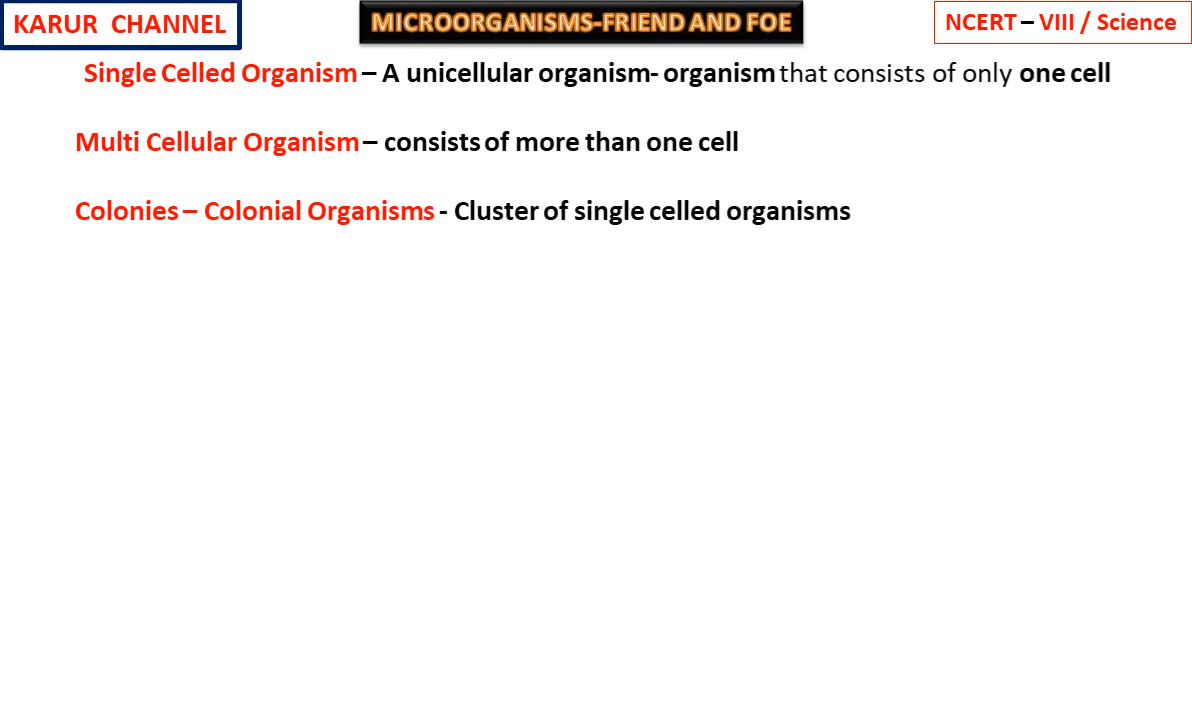 KARUR CHANNEL
MICROORGANISMS-FRIEND AND FOE
NCERT – VIII / Science
Single Celled Organism – A unicellular organism- organism that consists of only one cell
Multi Cellular Organism – consists of more than one cell
Colonies – Colonial Organisms - Cluster of single celled organisms